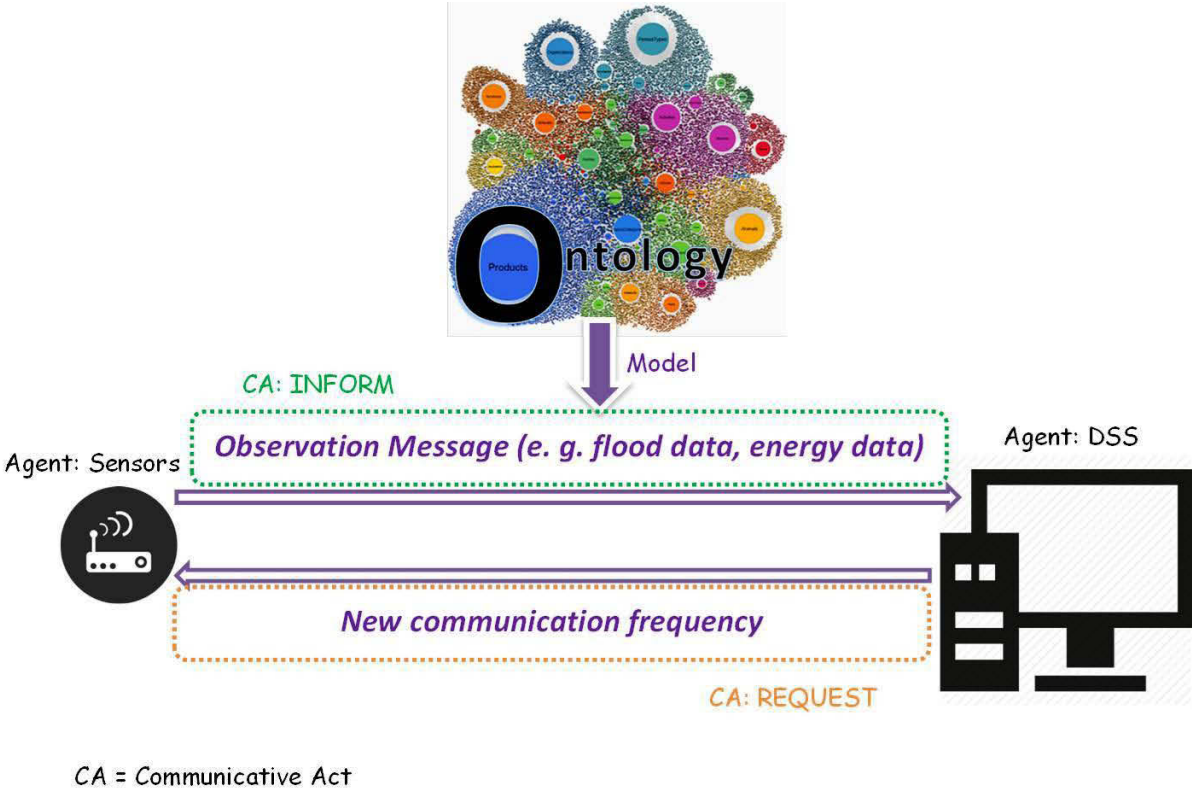 Products
Ontology
Model
CA: INFORM
Observation Message (e. g. flood data, energy data)
Agent: Sensors
Agent: DSS
New communication frequency
CA: REQUEST
CA = Communicative Act